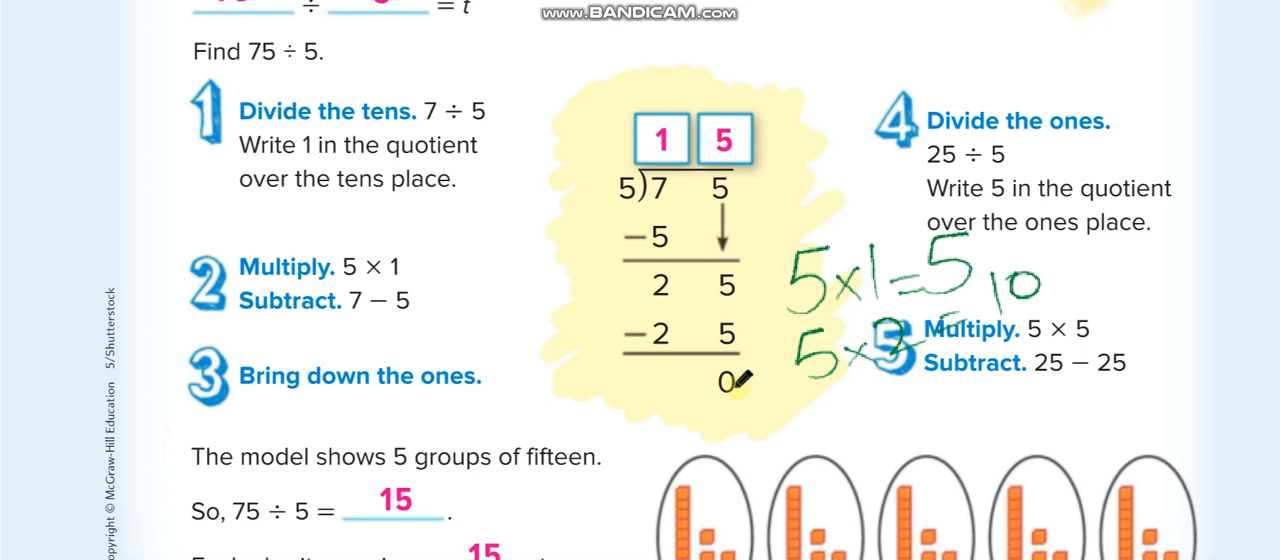 ÷ = t
www.BANDICAM.com
Find 75 ÷ 5.
1 Divide the tens. 7 ÷ 5
Write 1 in the quotient
over the tens place.
2 Multiply. 5 × 1
Subtract. 7 − 5
3 Bring down the ones.
1 5
5)7 5
−5
2 5
−2 5
0
4 Divide the ones.
25 ÷ 5
Write 5 in the quotient
over the ones place.
5×1=5
5×2=10
5 Multiply. 5 × 5
Subtract. 25 − 25
The model shows 5 groups of fifteen.
So, 75 ÷ 5 = 15.
15
opyright © McGraw-Hill Education 5/Shutterstock